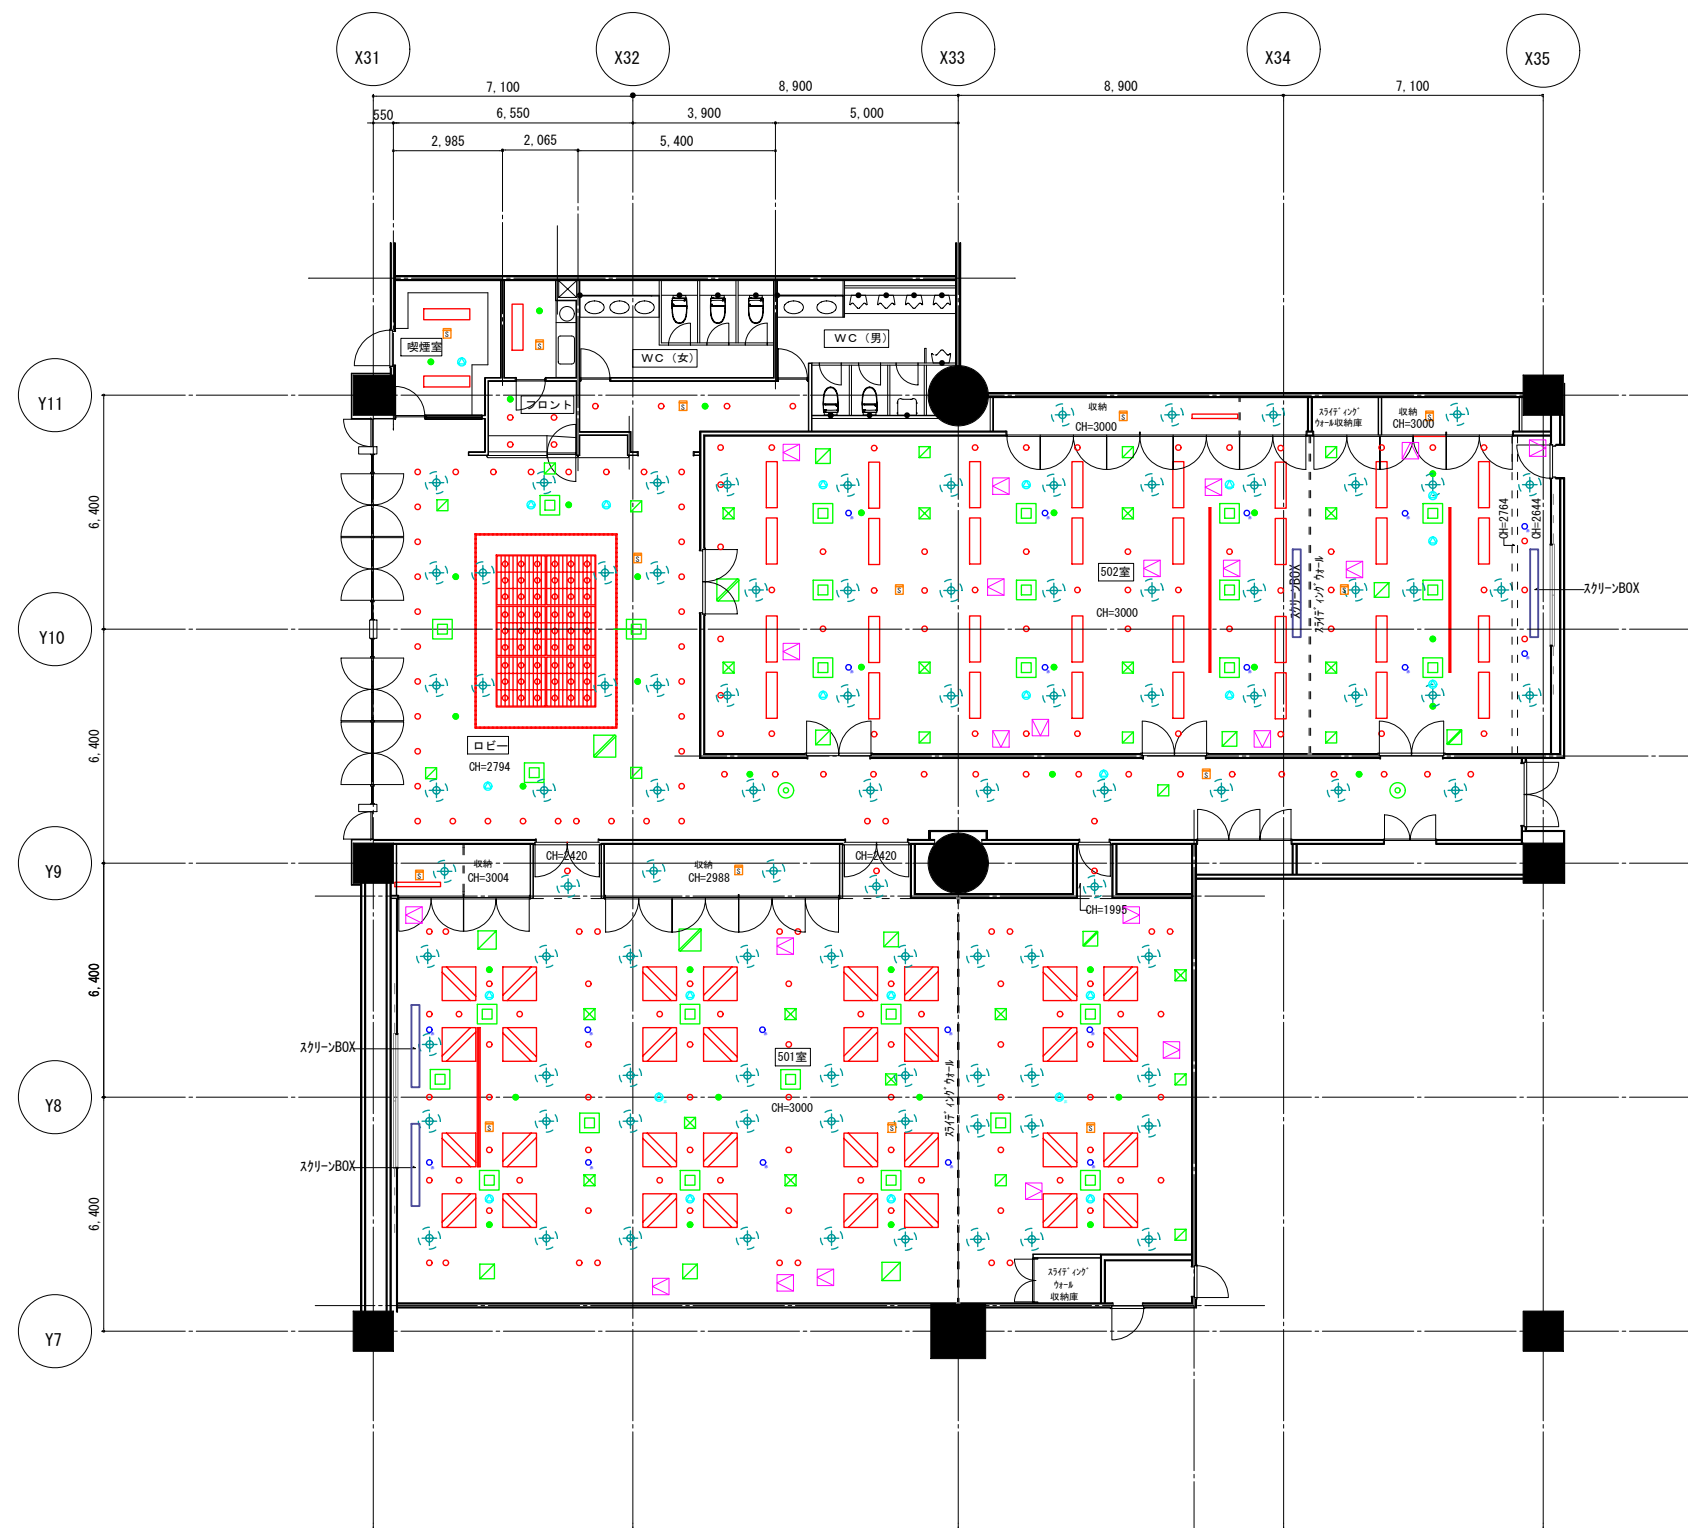 X31
X32
X33
X34
X35
7,100
8,900
8,900
7,100
550
6,550
3,900
5,000
2,985
2,065
5,400
喫煙室
WC（女）
WC（男）
フロント
Y11
収納
CH=3000
ｽﾗｲﾃﾞｨﾝｸﾞ
ｳｫｰﾙ収納庫
収納
CH=3000
6,400
CH=2764
CH=2644
502室
CH=3000
スクリーンBOX
ｽﾗｲﾃﾞｨﾝｸﾞｳｫｰﾙ
スクリーンBOX
Y10
6,400
ロビー
CH=2794
Y9
収納
CH=3004
CH=2420
収納
CH=2988
CH=2420
CH=1995
6,400
スクリーンBOX
501室
CH=3000
ｽﾗｲﾃﾞｨﾝｸﾞｳｫｰﾙ
Y8
スクリーンBOX
6,400
ｽﾗｲﾃﾞｨﾝｸﾞ
ｳｫｰﾙ
収納庫
Y7